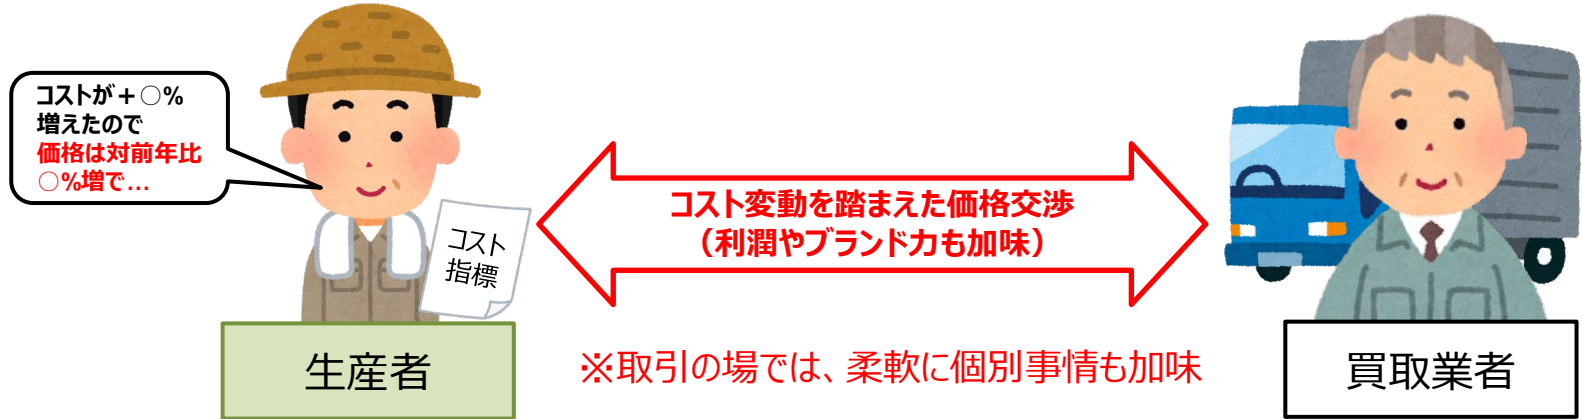 コストが+○%
増えたので
価格は対前年比
○%増で...
コスト
指標
コスト変動を踏まえた価格交渉
(利潤やブランド力も加味)
生産者
※取引の場では、柔軟に個別事情も加味
買取業者